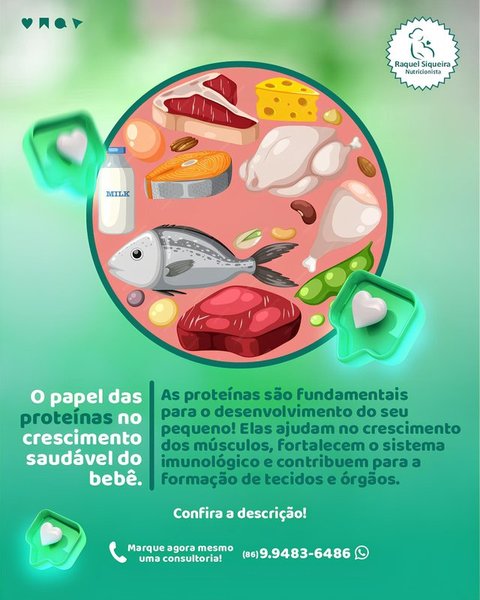 Raquel Siqueira
Nutricionista
MILK
O papel das
proteínas no
crescimento
saudável do
bebê.
As proteínas são fundamentais
para o desenvolvimento do seu
pequeno! Elas ajudam no crescimento
dos músculos, fortalecem o sistema
imunológico e contribuem para a
formação de tecidos e órgãos.
Confira a descrição!
Marque agora mesmo
uma consultoria!
(86)9.9483-6486